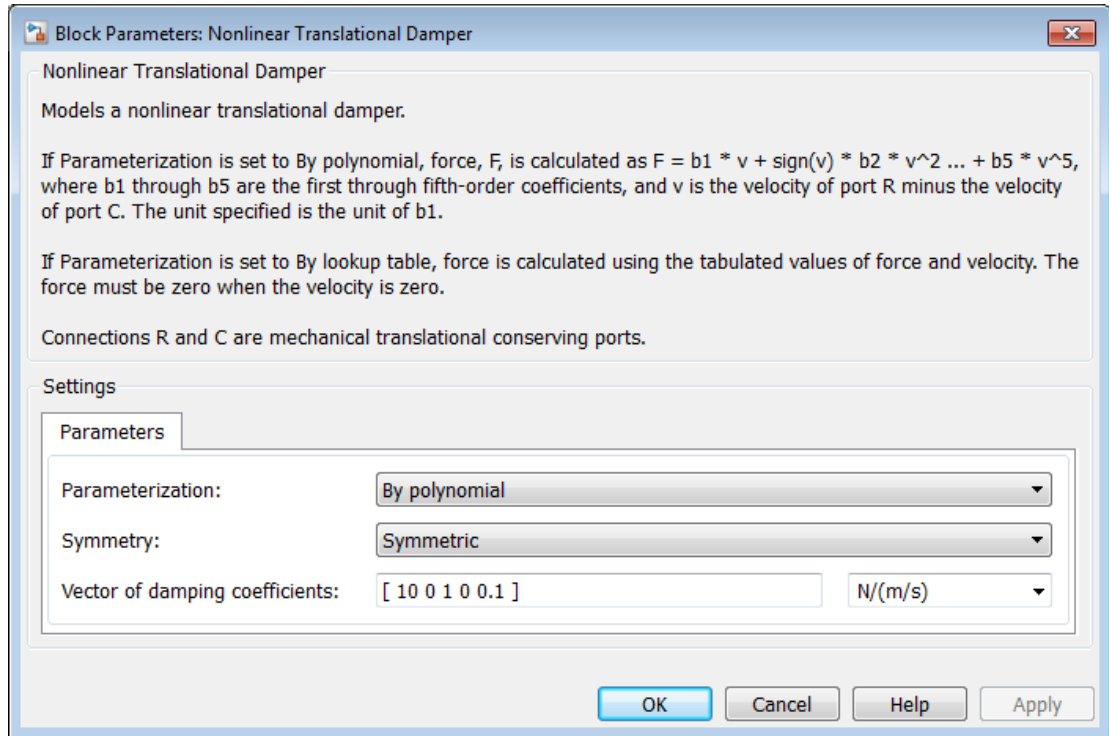 Block Parameters: Nonlinear Translational Damper
Nonlinear Translational Damper
Models a nonlinear translational damper.
If Parameterization is set to By polynomial, force, F, is calculated as F = b1 * v + sign(v) * b2 * v^2 ... + b5 * v^5,
where b1 through b5 are the first through fifth-order coefficients, and v is the velocity of port R minus the velocity
of port C. The unit specified is the unit of b1.
If Parameterization is set to By lookup table, force is calculated using the tabulated values of force and velocity. The
force must be zero when the velocity is zero.
Connections R and C are mechanical translational conserving ports.
Settings
Parameters
Parameterization: By polynomial
Symmetry: Symmetric
Vector of damping coefficients: [ 10 0 1 0 0.1 ] N/(m/s)
OK Cancel Help Apply